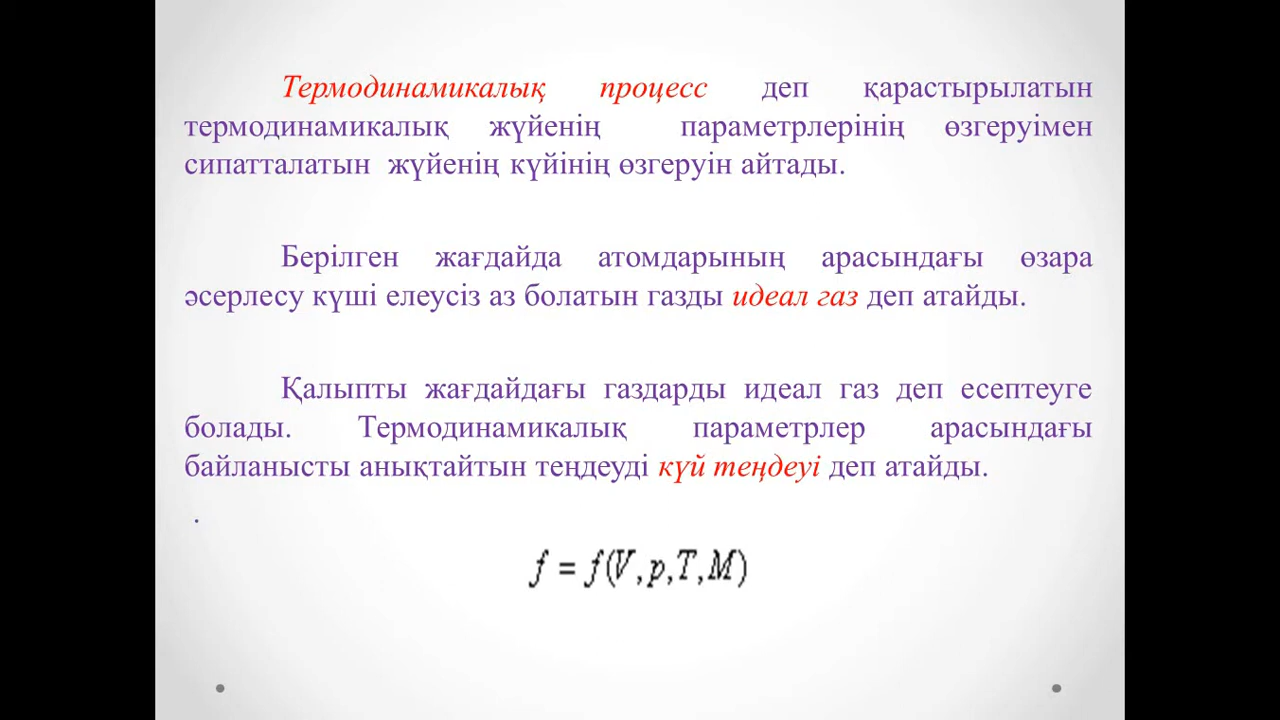 Термодинамикалық процесс деп қарастырылатын
термодинамикалық жүйенің параметрлерінің өзгеруімен
сипатталатын жүйенің күйінің өзгеруін айтады.
Берілген жағдайда атомдарының арасындағы өзара
әсерлесу күші елеусіз аз болатын газды идеал газ деп атайды.
Қалыпты жағдайдағы газдарды идеал газ деп есептеуге
болады. Термодинамикалық параметрлер арасындағы
байланысты анықтайтын теңдеуді күй теңдеуі деп атайды.
.
f = f(V,p,T,M)